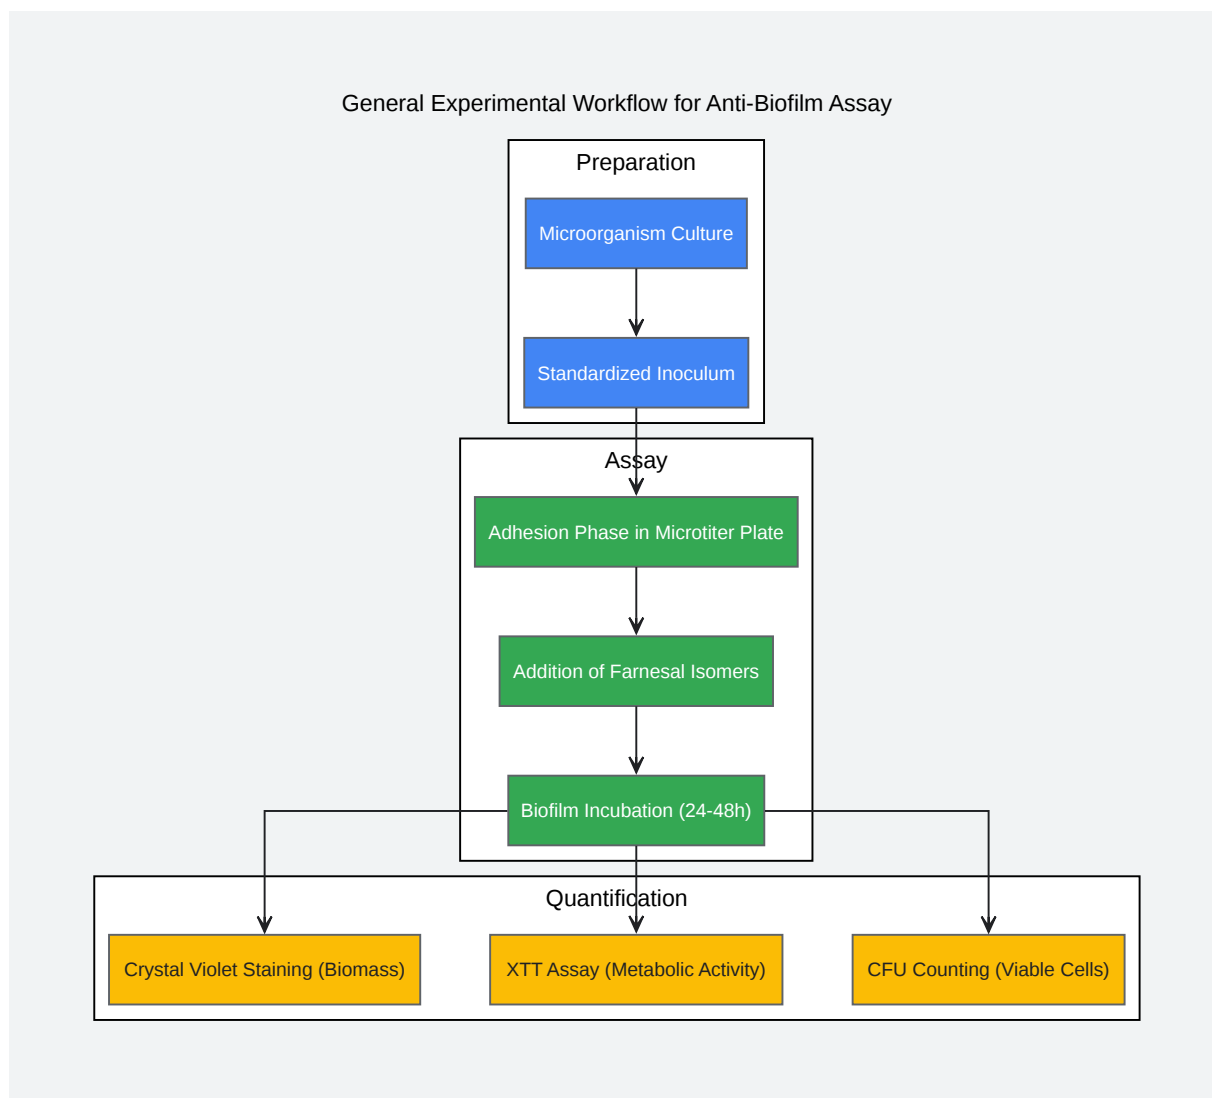 General Experimental Workflow for Anti-Biofilm Assay
Preparation
Microorganism Culture
Standardized Inoculum
Assay
Adhesion Phase in Microtiter Plate
Addition of Farnesal Isomers
Biofilm Incubation (24-48h)
Quantification
Crystal Violet Staining (Biomass)
XTT Assay (Metabolic Activity)
CFU Counting (Viable Cells)